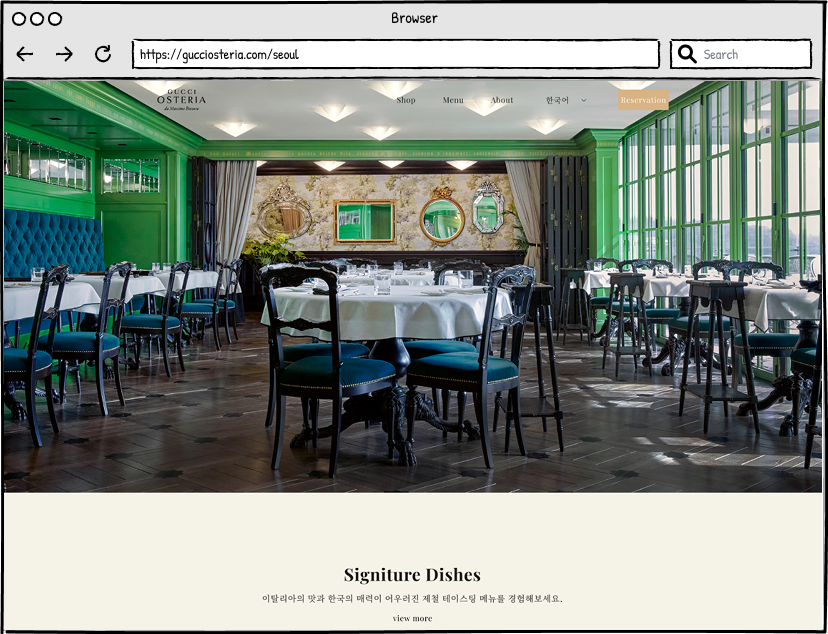 Browser
https://gucciosteria.com/seoul
Search
GUCCI
OSTERIA
da Massimo Bottura
Shop
Menu
About
한국어
Reservation
Signiture Dishes
이탈리아의 맛과 한국의 매력이 어우러진 제철 테이스팅 메뉴를 경험해보세요.
view more